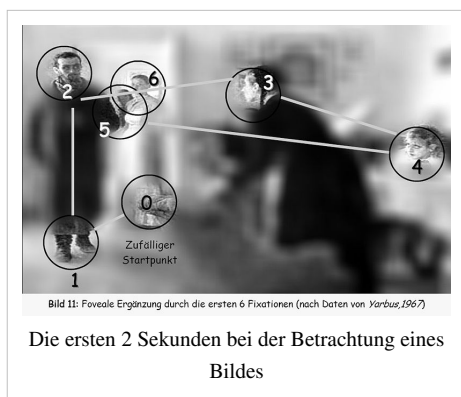 2
6
3
5
4
0
1
Zufälliger
Startpunkt
Bild 11: Foveale Ergänzung durch die ersten 6 Fixationen (nach Daten von Yarbus,1967)
Die ersten 2 Sekunden bei der Betrachtung eines
Bildes